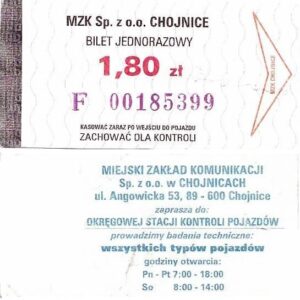 MZK Sp. z o.o. CHOJNICE
BILET JEDNORAZOWY
1,80 zł
F 00185399
KASOWAĆ ZARAZ PO WEJŚCIU DO POJAZDU
ZACHOWAĆ DLA KONTROLI
MZK CHOJNICE
MIEJSKI ZAKŁAD KOMUNIKACJI
Sp. z o.o. w CHOJNICACH
ul. Angowicka 53, 89 - 600 Chojnice
zaprasza do:
OKRĘGOWEJ STACJI KONTROLI POJAZDÓW
prowadzimy badania techniczne:
wszystkich typów pojazdów
godziny otwarcia:
Pn - Pt 7:00 - 18:00
So 8:00 - 14:00